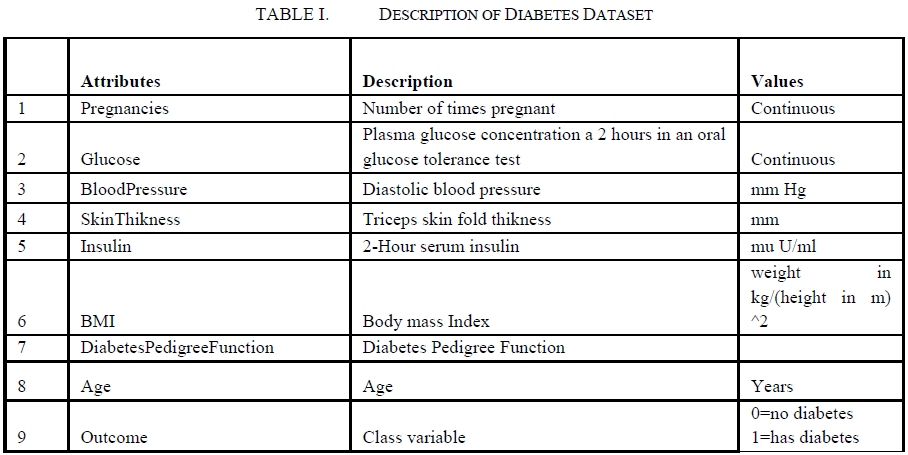 TABLE I. DESCRIPTION OF DIABETES DATASET
Attributes Description Values
1 Pregnancies Number of times pregnant Continuous
Plasma glucose concentration a 2 hours in an oral
2 Glucose glucose tolerance test Continuous
3 BloodPressure Diastolic blood pressure mm Hg
4 SkinThikness Triceps skin fold thikness mm
5 Insulin 2-Hour serum insulin mu U/ml
weight in
kg/(height in m)
6 BMI Body mass Index ^2
7 DiabetesPedigreeFunction Diabetes Pedigree Function
8 Age Age Years
0=no diabetes
9 Outcome Class variable 1=has diabetes